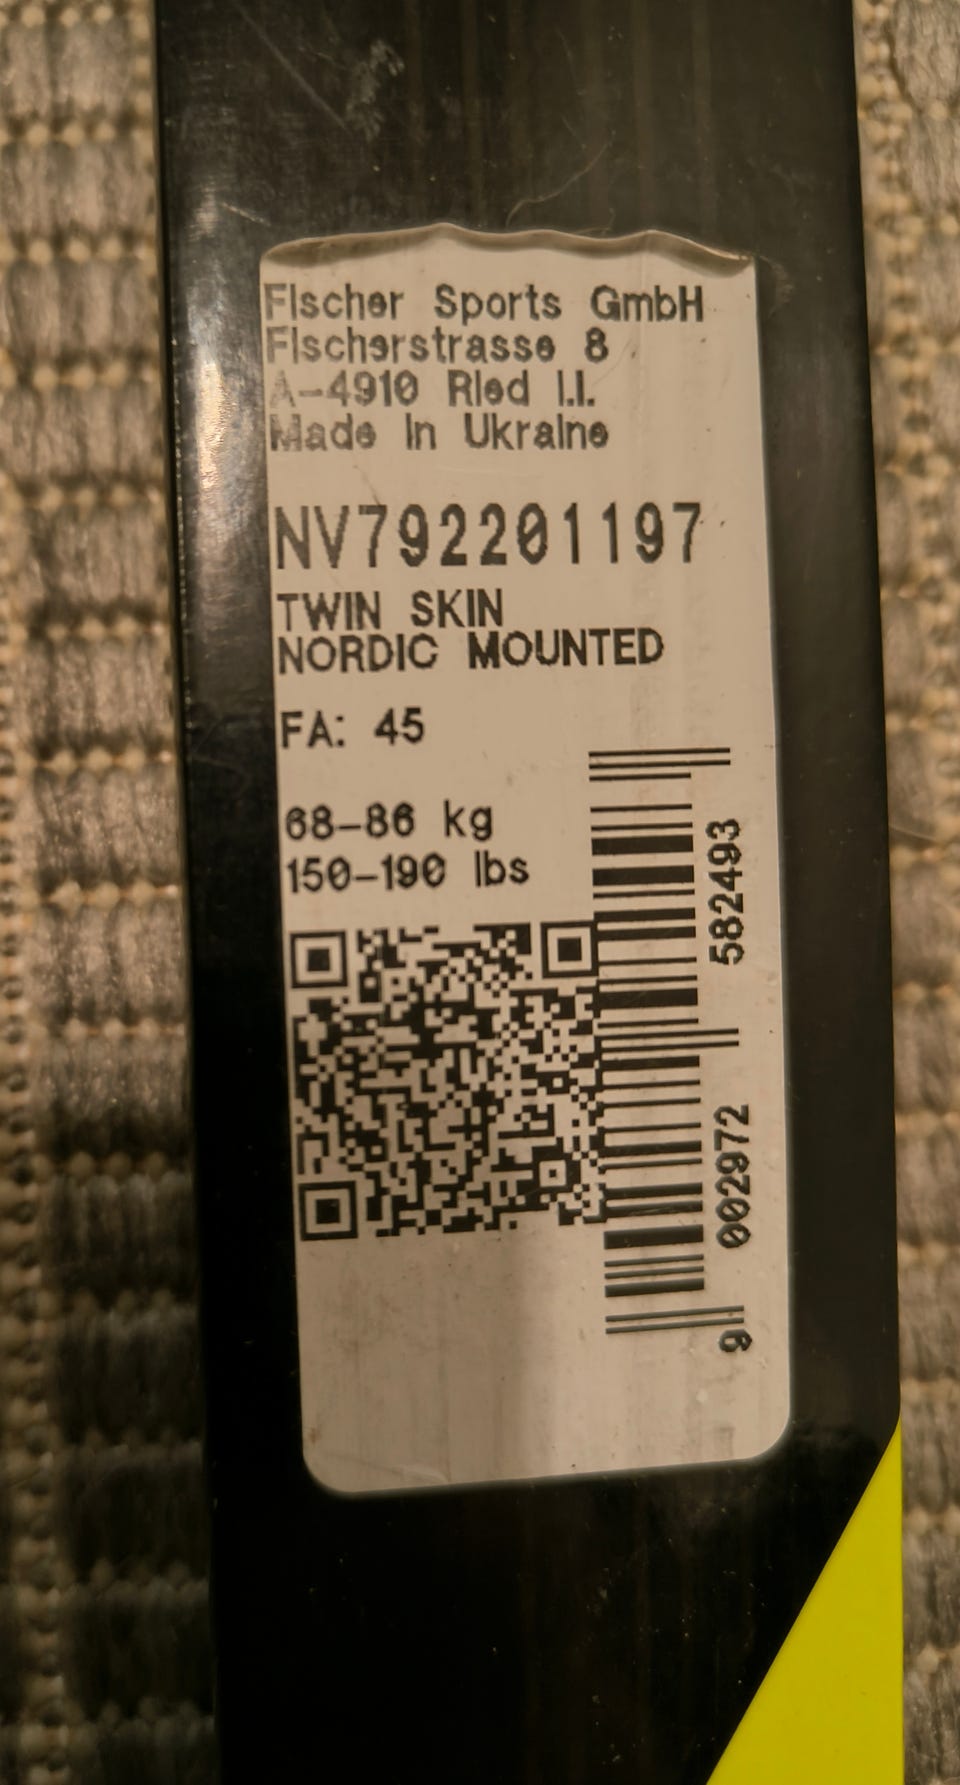 Fischer Sports GmbH
Fischerstrasse 8
A-4910 Ried i.I.
Made in Ukraine
NV792201197
TWIN SKIN
NORDIC MOUNTED
FA: 45
68-86 kg
150-190 lbs
9 002972 582493